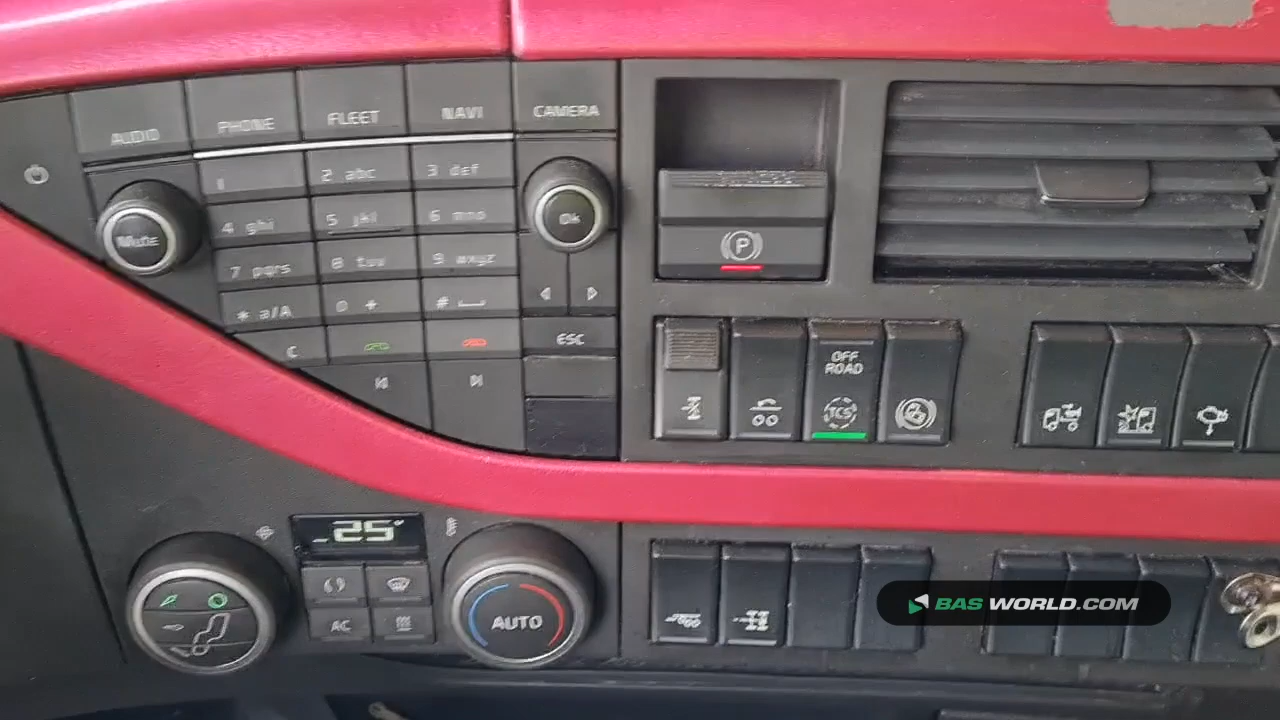 AUDIO
PHONE
FLEET
NAVI
CAMERA
Mute
1
2 abc
3 def
4 ghi
5 jkl
6 mno
7 pqrs
8 tuv
9 wxyz
* a/A
0 +
#
C
Ok
ESC
P
OFF
ROAD
TCS
25
AC
AUTO
BAS WORLD.COM